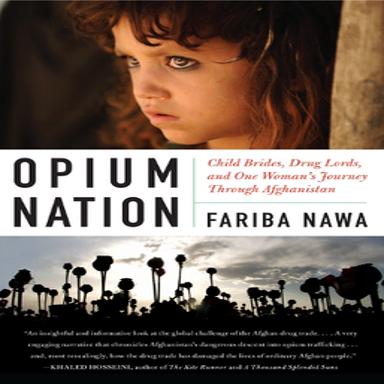 OPIUM
NATION
Child Brides, Drug Lords,
and One Woman's Journey
Through Afghanistan
FARIBA NAWA
"An insightful and informative look at the global challenge of the Afghan drug trade. . . . A very
engaging narrative that chronicles Afghanistan's dangerous descent into opium trafficking . . .
and, most revealingly, how the drug trade has damaged the lives of ordinary Afghan people."
—KHALED HOSSEINI, author of The Kite Runner and A Thousand Splendid Suns